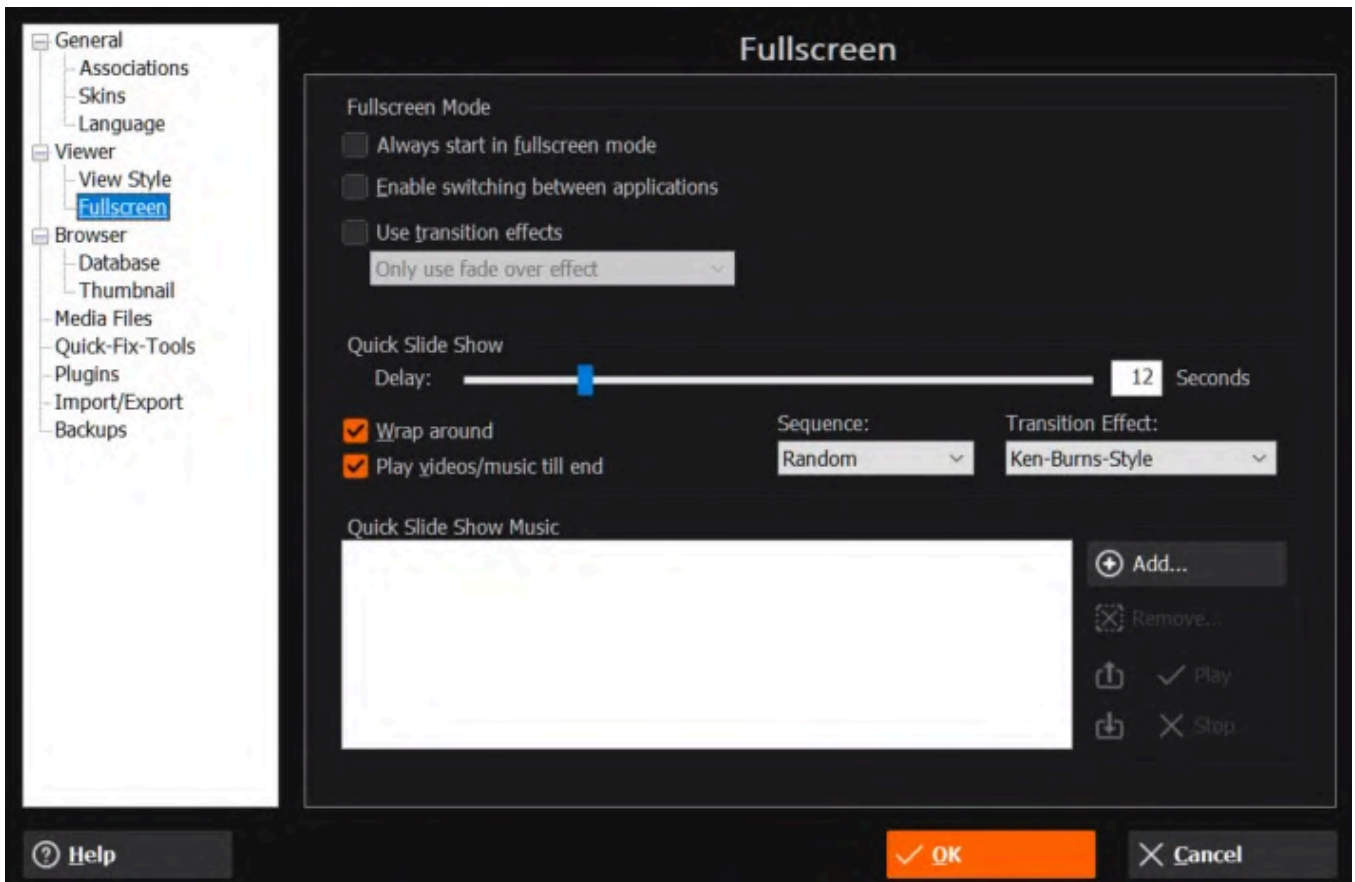 General
Associations
Skins
Language
Viewer
View Style
Fullscreen
Browser
Database
Thumbnail
Media Files
Quick-Fix-Tools
Plugins
Import/Export
Backups
Fullscreen
Fullscreen Mode
Always start in fullscreen mode
Enable switching between applications
Use transition effects
Only use fade over effect
Quick Slide Show
Delay: 12 Seconds
Wrap around
Play videos/music till end
Sequence:
Random
Transition Effect:
Ken-Burns-Style
Quick Slide Show Music
Add...
Remove...
Play
Stop
Help
OK
Cancel